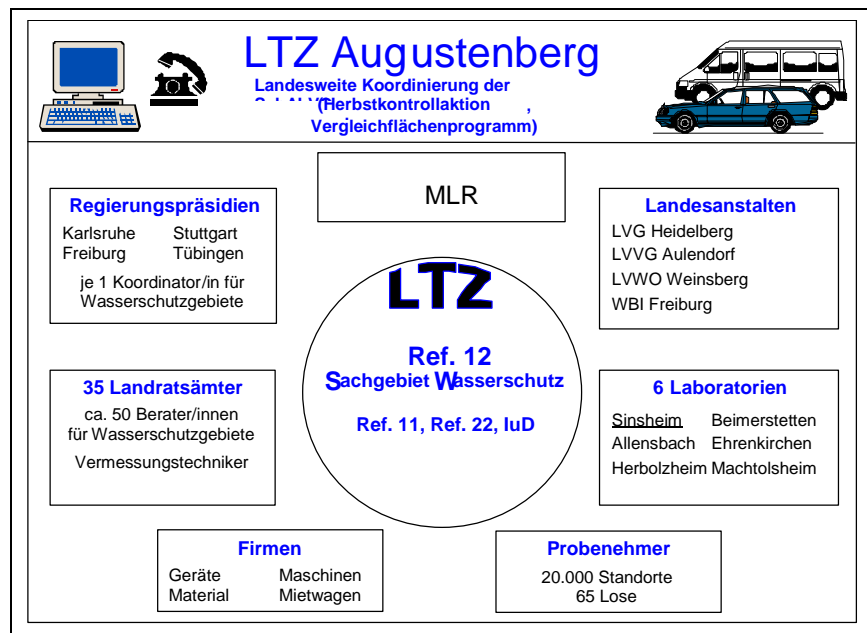 LTZ Augustenberg
Landesweite Koordinierung der
(Herbstkontrollaktion ,
Vergleichflächenprogramm)
MLR
Regierungspräsidien
Karlsruhe Stuttgart
Freiburg Tübingen
je 1 Koordinator/in für
Wasserschutzgebiete
Landesanstalten
LVG Heidelberg
LVVG Aulendorf
LVWO Weinsberg
WBI Freiburg
LTZ
Ref. 12
Sachgebiet Wasserschutz
Ref. 11, Ref. 22, IuD
35 Landratsämter
ca. 50 Berater/innen
für Wasserschutzgebiete
Vermessungstechniker
6 Laboratorien
Sinsheim Beimerstetten
Allensbach Ehrenkirchen
Herbolzheim Machtolsheim
Firmen
Geräte Maschinen
Material Mietwagen
Probenehmer
20.000 Standorte
65 Lose